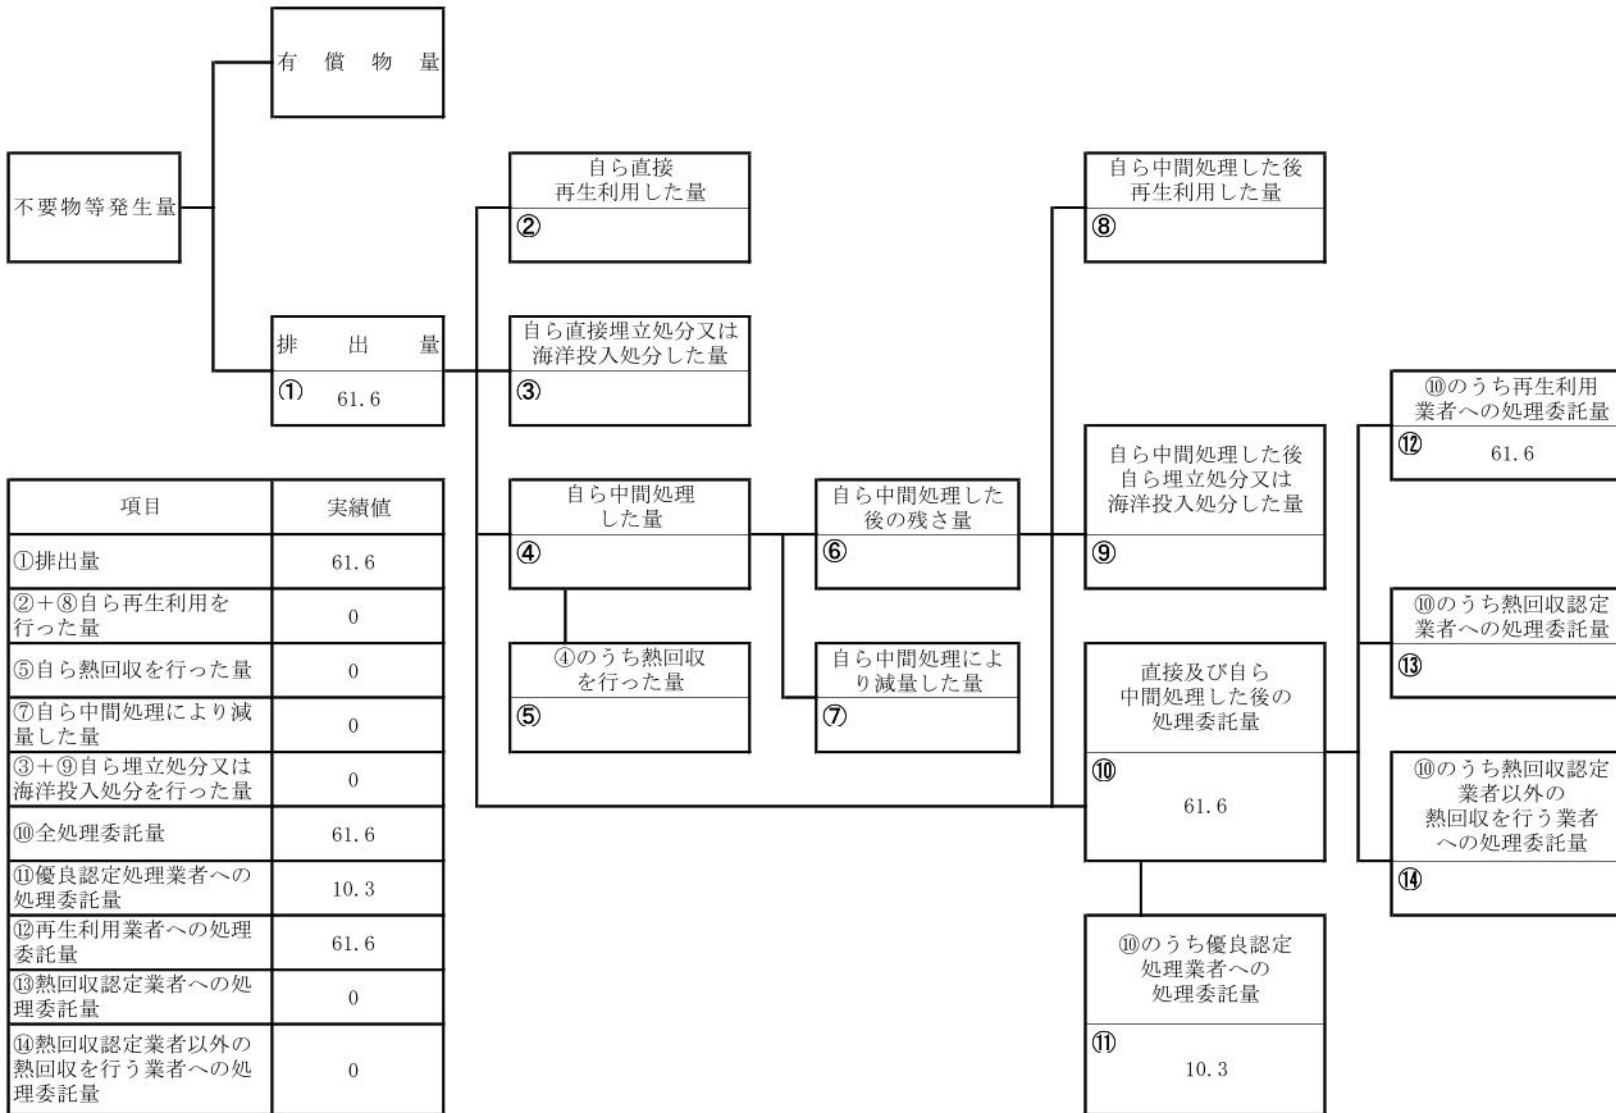 有償物量
不要物等発生量
排出量
①
61.6
自ら直接
再生利用した量
②
自ら直接埋立処分又は
海洋投入処分した量
③
自ら中間処理
した量
④
④のうち熱回収
を行った量
⑤
自ら中間処理した
後の残さ量
⑥
自ら中間処理によ
り減量した量
⑦
自ら中間処理した後
再生利用した量
⑧
自ら中間処理した後
自ら埋立処分又は
海洋投入処分した量
⑨
直接及び自ら
中間処理した後の
処理委託量
⑩
61.6
⑩のうち優良認定
処理業者への
処理委託量
⑪
10.3
⑩のうち再生利用
業者への処理委託量
⑫
61.6
⑩のうち熱回収認定
業者への処理委託量
⑬
⑩のうち熱回収認定
業者以外の
熱回収を行う業者
への処理委託量
⑭
項目 実績値
①排出量 61.6
②＋⑧自ら再生利用を
行った量 0
⑤自ら熱回収を行った量 0
⑦自ら中間処理により減
量した量 0
③＋⑨自ら埋立処分又は
海洋投入処分を行った量 0
⑩全処理委託量 61.6
⑪優良認定処理業者への
処理委託量 10.3
⑫再生利用業者への処理
委託量 61.6
⑬熱回収認定業者への処
理委託量 0
⑭熱回収認定業者以外の
熱回収を行う業者への処
理委託量 0